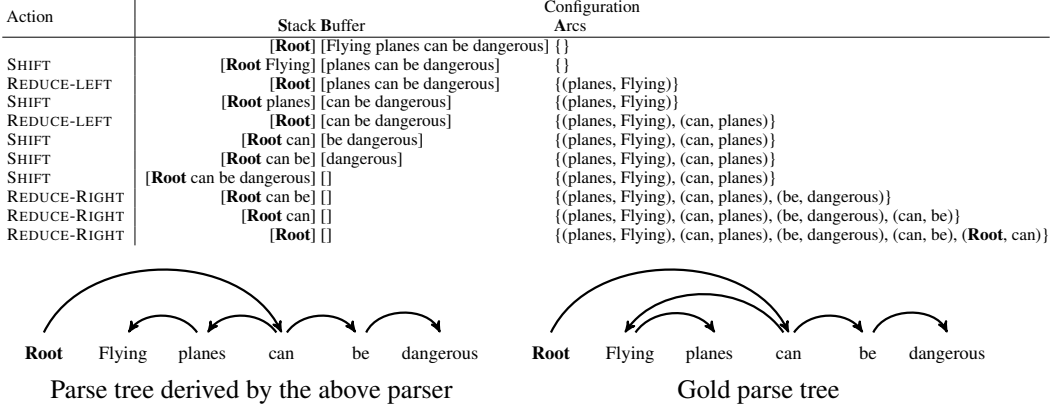 Action Configuration
Stack Buffer Arcs
[Root] [Flying planes can be dangerous] {}
SHIFT [Root Flying] [planes can be dangerous] {}
REDUCE-LEFT [Root] [planes can be dangerous] {(planes, Flying)}
SHIFT [Root planes] [can be dangerous] {(planes, Flying)}
REDUCE-LEFT [Root] [can be dangerous] {(planes, Flying), (can, planes)}
SHIFT [Root can] [be dangerous] {(planes, Flying), (can, planes)}
SHIFT [Root can be] [dangerous] {(planes, Flying), (can, planes)}
SHIFT [Root can be dangerous] [] {(planes, Flying), (can, planes)}
REDUCE-RIGHT [Root can be] [] {(planes, Flying), (can, planes), (be, dangerous)}
REDUCE-RIGHT [Root can] [] {(planes, Flying), (can, planes), (be, dangerous), (can, be)}
REDUCE-RIGHT [Root] [] {(planes, Flying), (can, planes), (be, dangerous), (can, be), (Root, can)}
Root Flying planes can be dangerous
Parse tree derived by the above parser
Root Flying planes can be dangerous
Gold parse tree